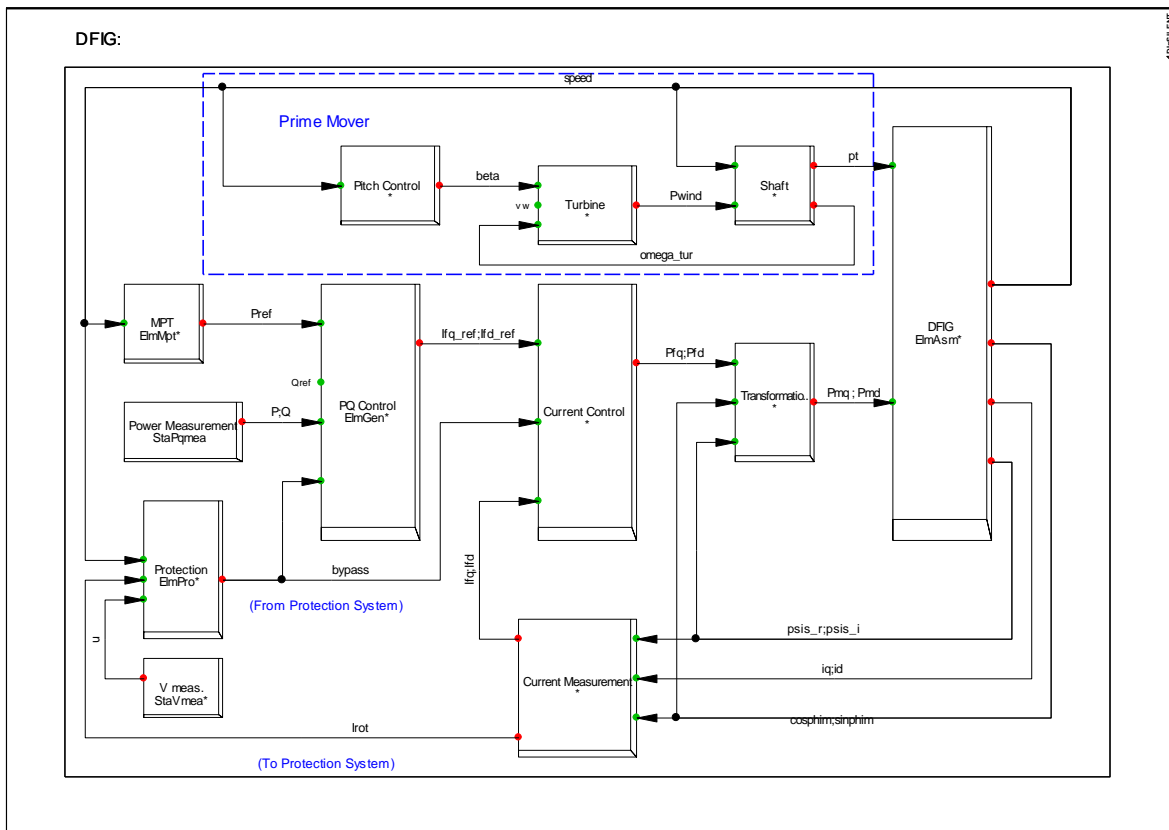 DFIG:
speed
Prime Mover
Pitch Control
*
beta
vw
Turbine
*
Pwind
Shaft
*
pt
omega_tur
MPT
ElmMpt*
Pref
Qref
PQ Control
ElmGen*
Ifq_ref;Ifd_ref
Current Control
*
Pfq;Pfd
Transformatio..
*
Pmq ; Pmd
DFIG
ElmAsm*
Power Measurement
StaPqmea
P;Q
Protection
ElmPro*
bypass
(From Protection System)
Ifq;Ifd
u
V meas.
StaVmea*
Current Measurement
*
psis_r;psis_i
iq;id
cosphim;sinphim
Irot
(To Protection System)